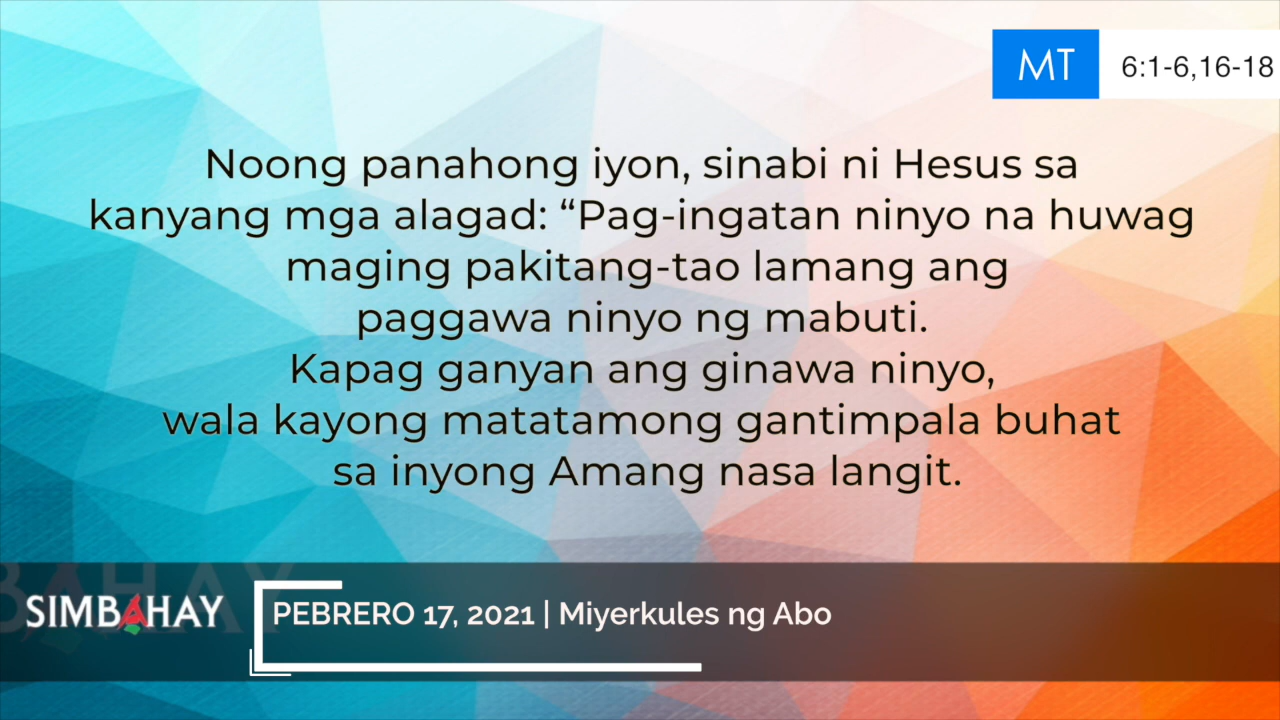 MT 6:1-6,16-18
Noong panahong iyon, sinabi ni Hesus sa
kanyang mga alagad: “Pag-ingatan ninyo na huwag
maging pakitang-tao lamang ang
paggawa ninyo ng mabuti.
Kapag ganyan ang ginawa ninyo,
wala kayong matatamong gantimpala buhat
sa inyong Amang nasa langit.
SIMBAHAY
PEBRERO 17, 2021 | Miyerkules ng Abo